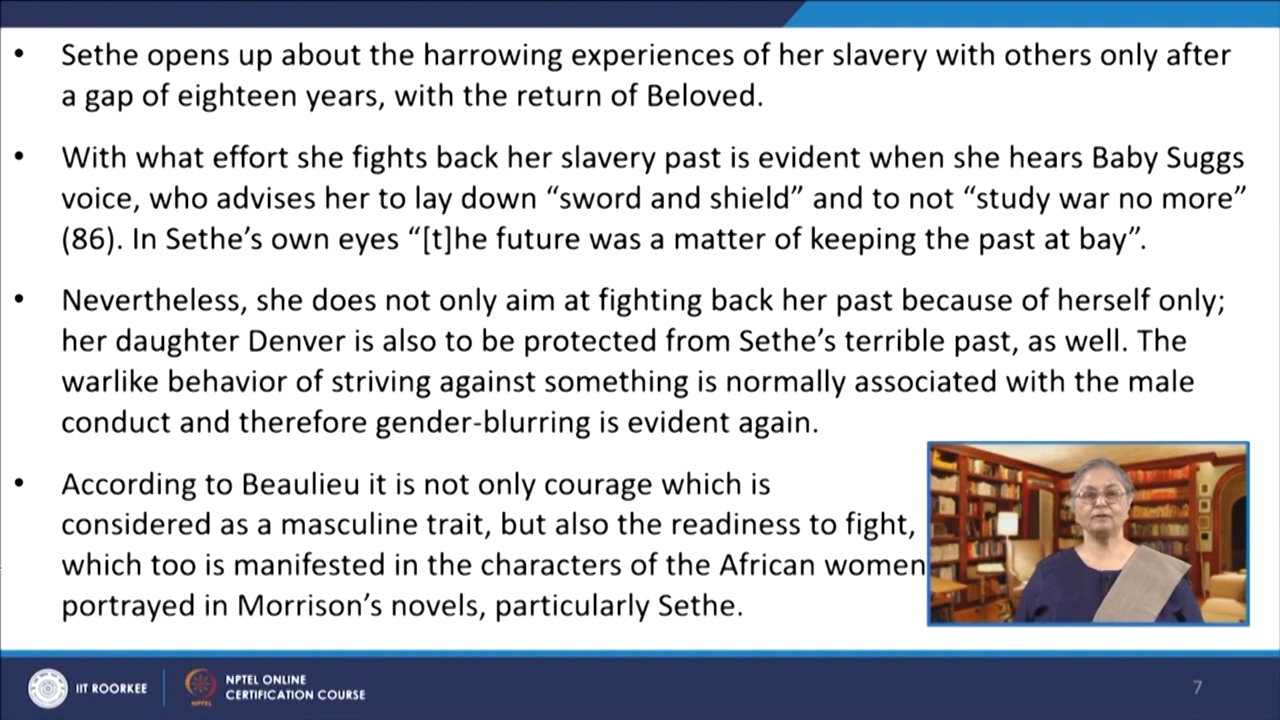 • Sethe opens up about the harrowing experiences of her slavery with others only after
a gap of eighteen years, with the return of Beloved.
• With what effort she fights back her slavery past is evident when she hears Baby Suggs
voice, who advises her to lay down “sword and shield” and to not “study war no more”
(86). In Sethe’s own eyes “[t]he future was a matter of keeping the past at bay”.
• Nevertheless, she does not only aim at fighting back her past because of herself only;
her daughter Denver is also to be protected from Sethe’s terrible past, as well. The
warlike behavior of striving against something is normally associated with the male
conduct and therefore gender-blurring is evident again.
• According to Beaulieu it is not only courage which is
considered as a masculine trait, but also the readiness to fight,
which too is manifested in the characters of the African women
portrayed in Morrison’s novels, particularly Sethe.
IIT ROORKEE
NPTEL
NPTEL ONLINE
CERTIFICATION COURSE
7